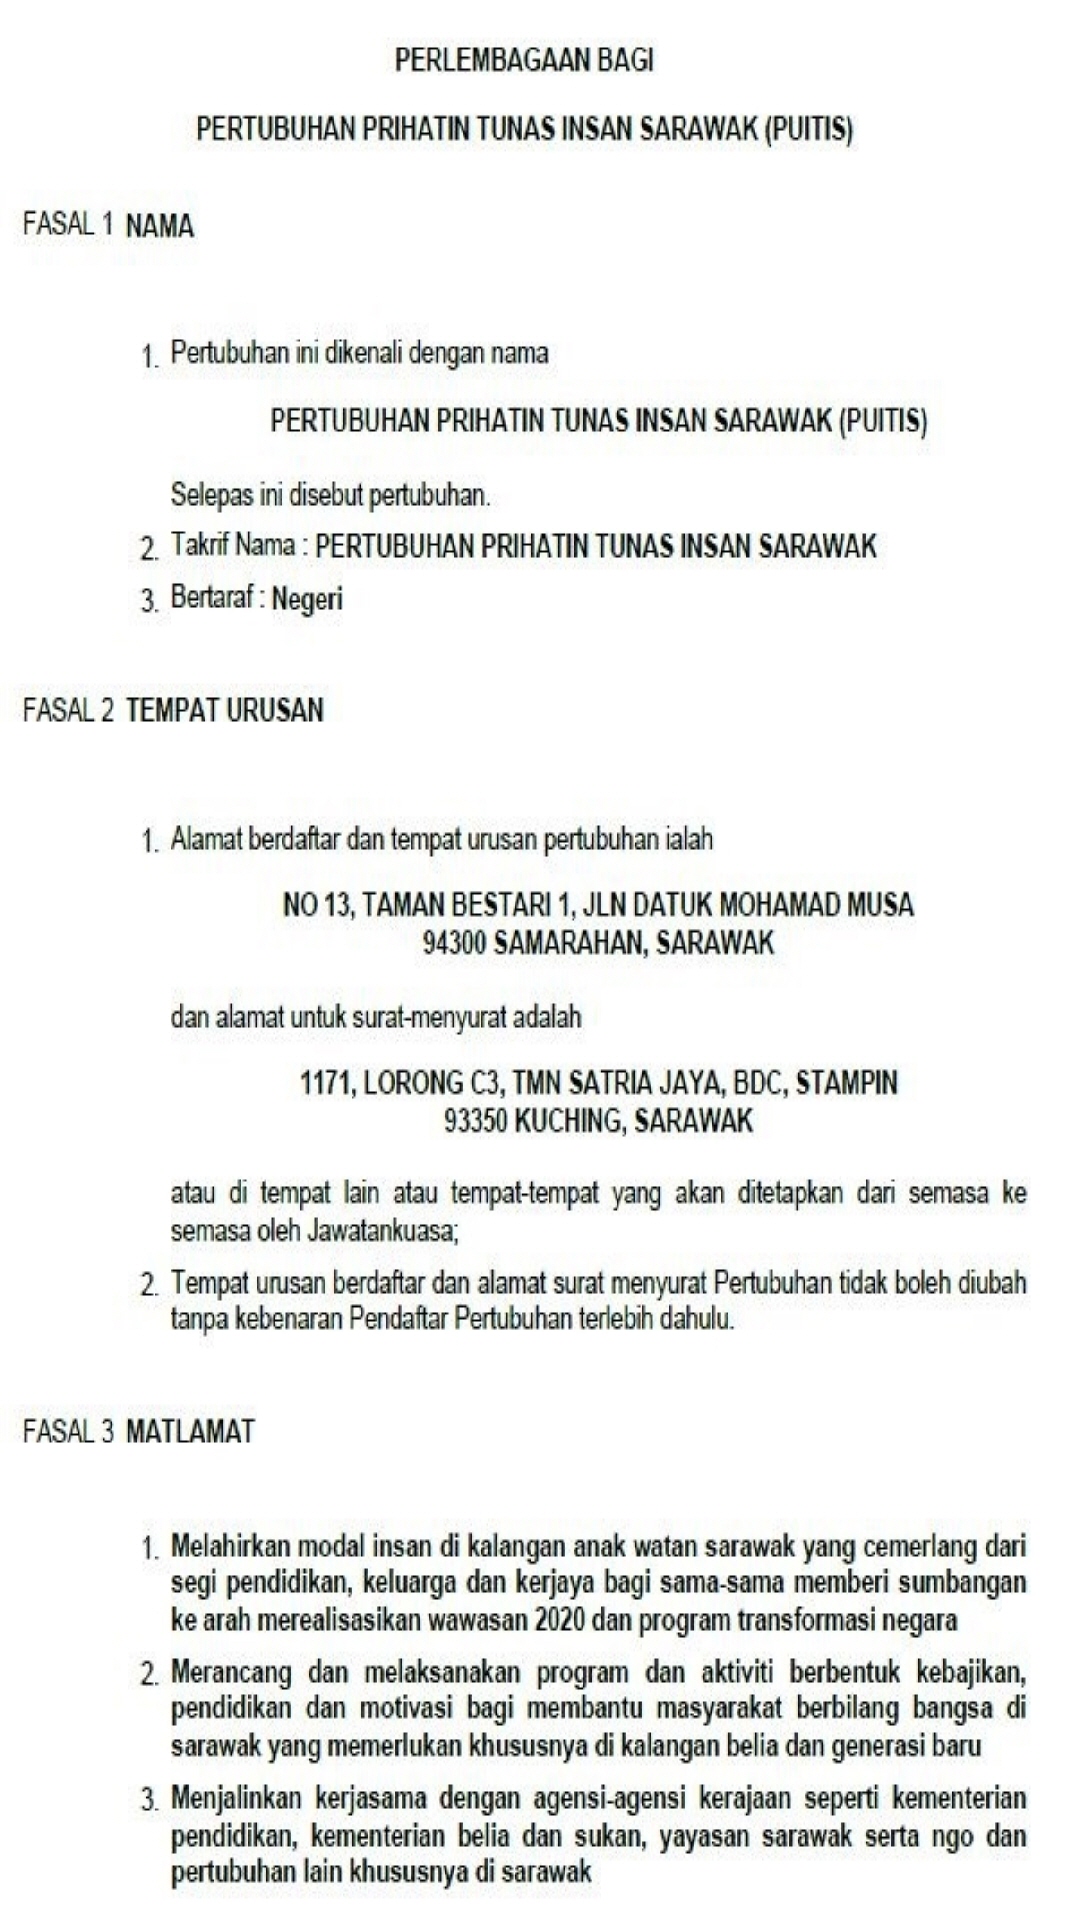 PERLEMBAGAAN BAGI
PERTUBUHAN PRIHATIN TUNAS INSAN SARAWAK (PUITIS)
FASAL 1 NAMA
1. Pertubuhan ini dikenali dengan nama
PERTUBUHAN PRIHATIN TUNAS INSAN SARAWAK (PUITIS)
Selepas ini disebut pertubuhan.
2. Takrif Nama : PERTUBUHAN PRIHATIN TUNAS INSAN SARAWAK
3. Bertaraf : Negeri
FASAL 2 TEMPAT URUSAN
1. Alamat berdaftar dan tempat urusan pertubuhan ialah
NO 13, TAMAN BESTARI 1, JLN DATUK MOHAMAD MUSA
94300 SAMARAHAN, SARAWAK
dan alamat untuk surat-menyurat adalah
1171, LORONG C3, TMN SATRIA JAYA, BDC, STAMPIN
93350 KUCHING, SARAWAK
atau di tempat lain atau tempat-tempat yang akan ditetapkan dari semasa ke
semasa oleh Jawatankuasa;
2. Tempat urusan berdaftar dan alamat surat menyurat Pertubuhan tidak boleh diubah
tanpa kebenaran Pendaftar Pertubuhan terlebih dahulu.
FASAL 3 MATLAMAT
1. Melahirkan modal insan di kalangan anak watan sarawak yang cemerlang dari
segi pendidikan, keluarga dan kerjaya bagi sama-sama memberi sumbangan
ke arah merealisasikan wawasan 2020 dan program transformasi negara
2. Merancang dan melaksanakan program dan aktiviti berbentuk kebajikan,
pendidikan dan motivasi bagi membantu masyarakat berbilang bangsa di
sarawak yang memerlukan khususnya di kalangan belia dan generasi baru
3. Menjalinkan kerjasama dengan agensi-agensi kerajaan seperti kementerian
pendidikan, kementerian belia dan sukan, yayasan sarawak serta ngo dan
pertubuhan lain khususnya di sarawak